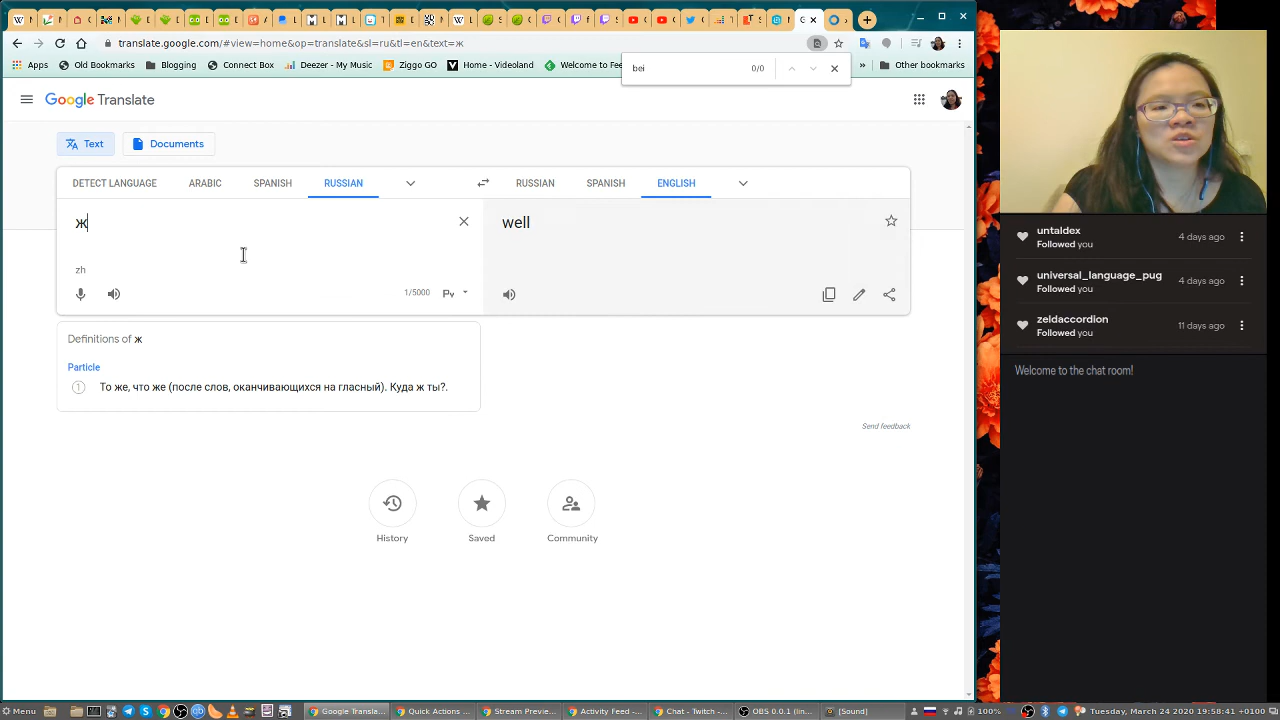 translate.google.com/?view=home&op=translate&sl=ru&tl=en&text=ж
Apps
Old Bookmarks
Blogging
Connect Box
Deezer - My Music
Ziggo GO
Home - Videoland
Welcome to Fee
»
Other bookmarks
bei
0/0
Google Translate
Text
Documents
DETECT LANGUAGE
ARABIC
SPANISH
RUSSIAN
RUSSIAN
SPANISH
ENGLISH
ж
well
zh
1/5000
Definitions of ж
Particle
1 То же, что же (после слов, оканчивающихся на гласный). Куда ж ты?.
Send feedback
History
Saved
Community
untaldex
Followed you
4 days ago
universal_language_pug
Followed you
4 days ago
zeldaccordion
Followed you
11 days ago
Welcome to the chat room!
Menu
Google Transla...
Quick Actions ...
Stream Preview...
Activity Feed -...
Chat - Twitch -...
OBS 0.0.1 (lin...
[Sound]
100%
Tuesday, March 24 2020 19:58:41 +0100